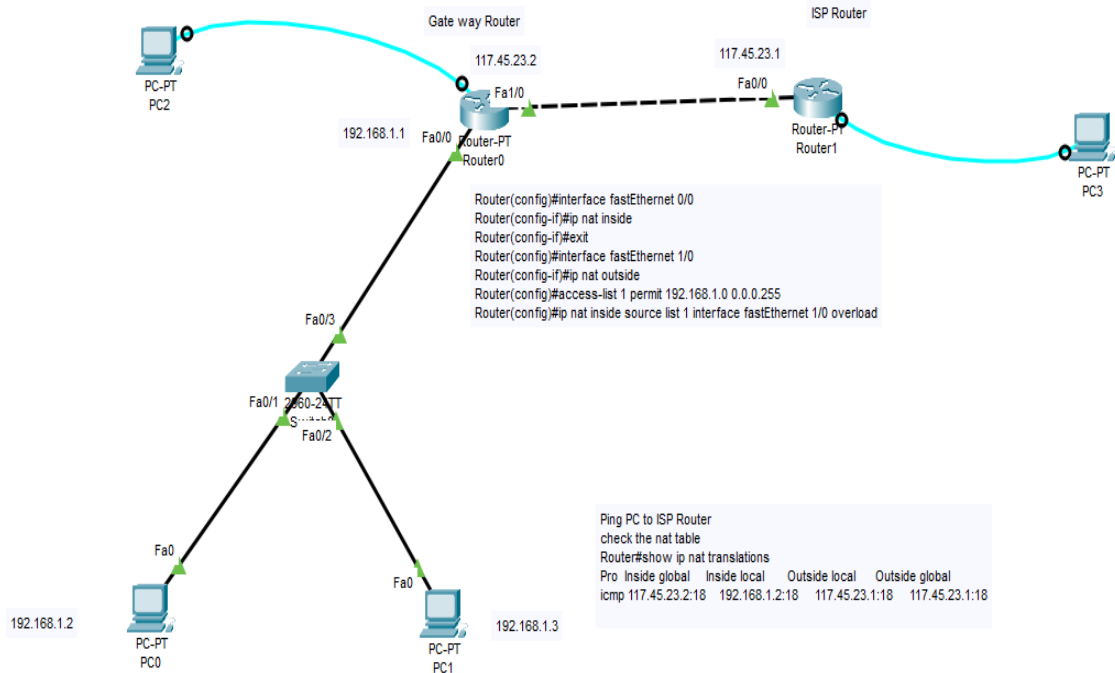 Gate way Router
ISP Router
117.45.23.2
117.45.23.1
PC-PT
PC2
Fa1/0
Fa0/0
192.168.1.1
Fa0/0
Router-PT
Router0
Router-PT
Router1
PC-PT
PC3
Router(config)#interface fastEthernet 0/0
Router(config-if)#ip nat inside
Router(config-if)#exit
Router(config)#interface fastEthernet 1/0
Router(config-if)#ip nat outside
Router(config)#access-list 1 permit 192.168.1.0 0.0.0.255
Router(config)#ip nat inside source list 1 interface fastEthernet 1/0 overload
Fa0/3
Fa0/1
2960-24TT
Fa0/2
Ping PC to ISP Router
check the nat table
Router#show ip nat translations
Pro Inside global Inside local Outside local Outside global
icmp 117.45.23.2:18 192.168.1.2:18 117.45.23.1:18 117.45.23.1:18
Fa0
Fa0
192.168.1.2
PC-PT
PC0
PC-PT
PC1
192.168.1.3